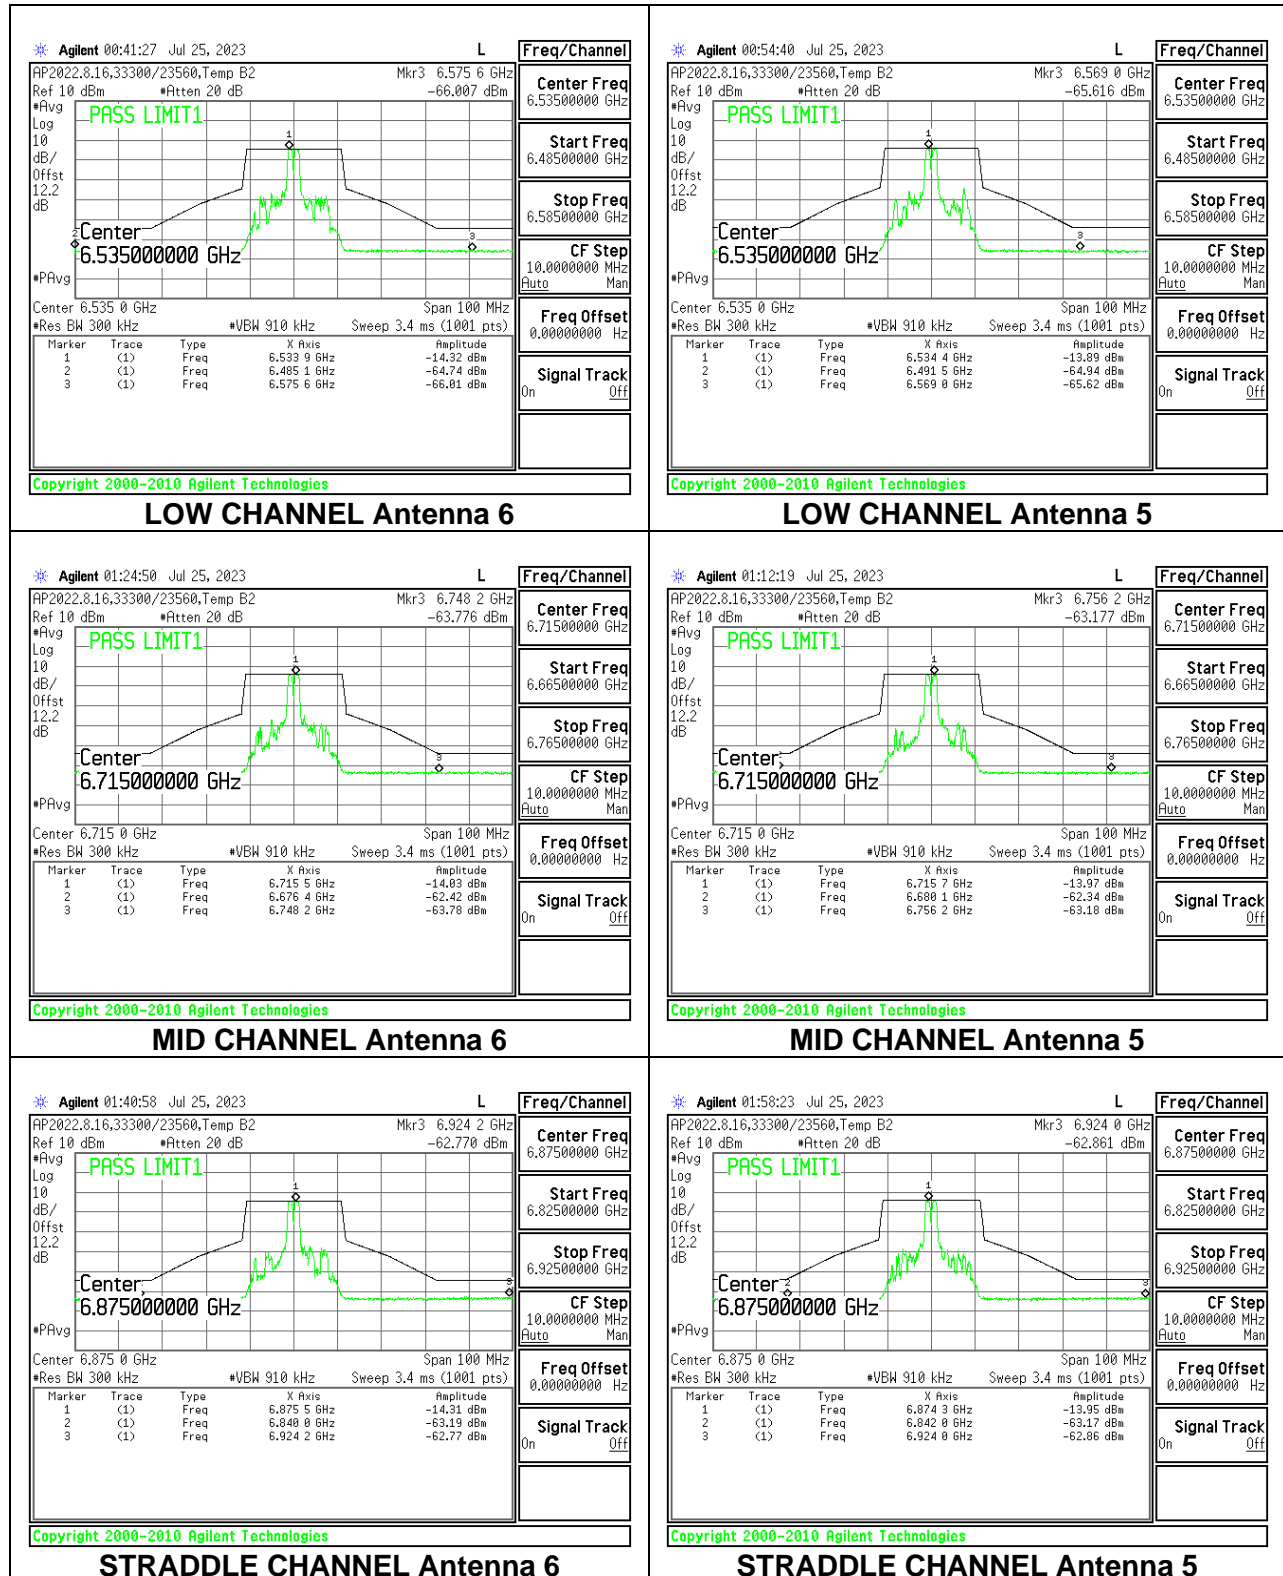 Agilent 00:41:27 Jul 25, 2023 L
Freq/Channel
AP2022.8.16,33300/23560,Temp B2 Mkr3 6.575 6 GHz
Ref 10 dBm #Atten 20 dB -66.007 dBm
#Avg
Log
10
dB/
Offst
12.2
dB
#PAvg
PASS LIMIT1
1
2
3
Center
6.535000000 GHz
Center 6.535 0 GHz Span 100 MHz
#Res BW 300 kHz #VBW 910 kHz Sweep 3.4 ms (1001 pts)
Marker Trace Type X Axis Amplitude
1 (1) Freq 6.533 9 GHz -14.32 dBm
2 (1) Freq 6.485 1 GHz -64.74 dBm
3 (1) Freq 6.575 6 GHz -66.01 dBm
Center Freq
6.53500000 GHz
Start Freq
6.48500000 GHz
Stop Freq
6.58500000 GHz
CF Step
10.0000000 MHz
Auto Man
Freq Offset
0.00000000 Hz
Signal Track
On Off
Copyright 2000-2010 Agilent Technologies
LOW CHANNEL Antenna 6
Agilent 00:54:40 Jul 25, 2023 L
Freq/Channel
AP2022.8.16,33300/23560,Temp B2 Mkr3 6.569 0 GHz
Ref 10 dBm #Atten 20 dB -65.616 dBm
#Avg
Log
10
dB/
Offst
12.2
dB
#PAvg
PASS LIMIT1
1
3
Center
6.535000000 GHz
Center 6.535 0 GHz Span 100 MHz
#Res BW 300 kHz #VBW 910 kHz Sweep 3.4 ms (1001 pts)
Marker Trace Type X Axis Amplitude
1 (1) Freq 6.534 4 GHz -13.89 dBm
2 (1) Freq 6.491 5 GHz -64.94 dBm
3 (1) Freq 6.569 0 GHz -65.62 dBm
Center Freq
6.53500000 GHz
Start Freq
6.48500000 GHz
Stop Freq
6.58500000 GHz
CF Step
10.0000000 MHz
Auto Man
Freq Offset
0.00000000 Hz
Signal Track
On Off
Copyright 2000-2010 Agilent Technologies
LOW CHANNEL Antenna 5
Agilent 01:24:50 Jul 25, 2023 L
Freq/Channel
AP2022.8.16,33300/23560,Temp B2 Mkr3 6.748 2 GHz
Ref 10 dBm #Atten 20 dB -63.776 dBm
#Avg
Log
10
dB/
Offst
12.2
dB
#PAvg
PASS LIMIT1
1
3
Center
6.715000000 GHz
Center 6.715 0 GHz Span 100 MHz
#Res BW 300 kHz #VBW 910 kHz Sweep 3.4 ms (1001 pts)
Marker Trace Type X Axis Amplitude
1 (1) Freq 6.715 5 GHz -14.03 dBm
2 (1) Freq 6.676 4 GHz -62.42 dBm
3 (1) Freq 6.748 2 GHz -63.78 dBm
Center Freq
6.71500000 GHz
Start Freq
6.66500000 GHz
Stop Freq
6.76500000 GHz
CF Step
10.0000000 MHz
Auto Man
Freq Offset
0.00000000 Hz
Signal Track
On Off
Copyright 2000-2010 Agilent Technologies
MID CHANNEL Antenna 6
Agilent 01:12:19 Jul 25, 2023 L
Freq/Channel
AP2022.8.16,33300/23560,Temp B2 Mkr3 6.756 2 GHz
Ref 10 dBm #Atten 20 dB -63.177 dBm
#Avg
Log
10
dB/
Offst
12.2
dB
#PAvg
PASS LIMIT1
1
3
Center
6.715000000 GHz
Center 6.715 0 GHz Span 100 MHz
#Res BW 300 kHz #VBW 910 kHz Sweep 3.4 ms (1001 pts)
Marker Trace Type X Axis Amplitude
1 (1) Freq 6.715 7 GHz -13.97 dBm
2 (1) Freq 6.680 1 GHz -62.34 dBm
3 (1) Freq 6.756 2 GHz -63.18 dBm
Center Freq
6.71500000 GHz
Start Freq
6.66500000 GHz
Stop Freq
6.76500000 GHz
CF Step
10.0000000 MHz
Auto Man
Freq Offset
0.00000000 Hz
Signal Track
On Off
Copyright 2000-2010 Agilent Technologies
MID CHANNEL Antenna 5
Agilent 01:40:58 Jul 25, 2023 L
Freq/Channel
AP2022.8.16,33300/23560,Temp B2 Mkr3 6.924 2 GHz
Ref 10 dBm #Atten 20 dB -62.770 dBm
#Avg
Log
10
dB/
Offst
12.2
dB
#PAvg
PASS LIMIT1
1
3
Center
6.875000000 GHz
Center 6.875 0 GHz Span 100 MHz
#Res BW 300 kHz #VBW 910 kHz Sweep 3.4 ms (1001 pts)
Marker Trace Type X Axis Amplitude
1 (1) Freq 6.875 5 GHz -14.31 dBm
2 (1) Freq 6.840 0 GHz -63.19 dBm
3 (1) Freq 6.924 2 GHz -62.77 dBm
Center Freq
6.87500000 GHz
Start Freq
6.82500000 GHz
Stop Freq
6.92500000 GHz
CF Step
10.0000000 MHz
Auto Man
Freq Offset
0.00000000 Hz
Signal Track
On Off
Copyright 2000-2010 Agilent Technologies
STRADDLE CHANNEL Antenna 6
Agilent 01:58:23 Jul 25, 2023 L
Freq/Channel
AP2022.8.16,33300/23560,Temp B2 Mkr3 6.924 0 GHz
Ref 10 dBm #Atten 20 dB -62.861 dBm
#Avg
Log
10
dB/
Offst
12.2
dB
#PAvg
PASS LIMIT1
1
2
3
Center
6.875000000 GHz
Center 6.875 0 GHz Span 100 MHz
#Res BW 300 kHz #VBW 910 kHz Sweep 3.4 ms (1001 pts)
Marker Trace Type X Axis Amplitude
1 (1) Freq 6.874 3 GHz -13.95 dBm
2 (1) Freq 6.842 0 GHz -63.17 dBm
3 (1) Freq 6.924 0 GHz -62.86 dBm
Center Freq
6.87500000 GHz
Start Freq
6.82500000 GHz
Stop Freq
6.92500000 GHz
CF Step
10.0000000 MHz
Auto Man
Freq Offset
0.00000000 Hz
Signal Track
On Off
Copyright 2000-2010 Agilent Technologies
STRADDLE CHANNEL Antenna 5